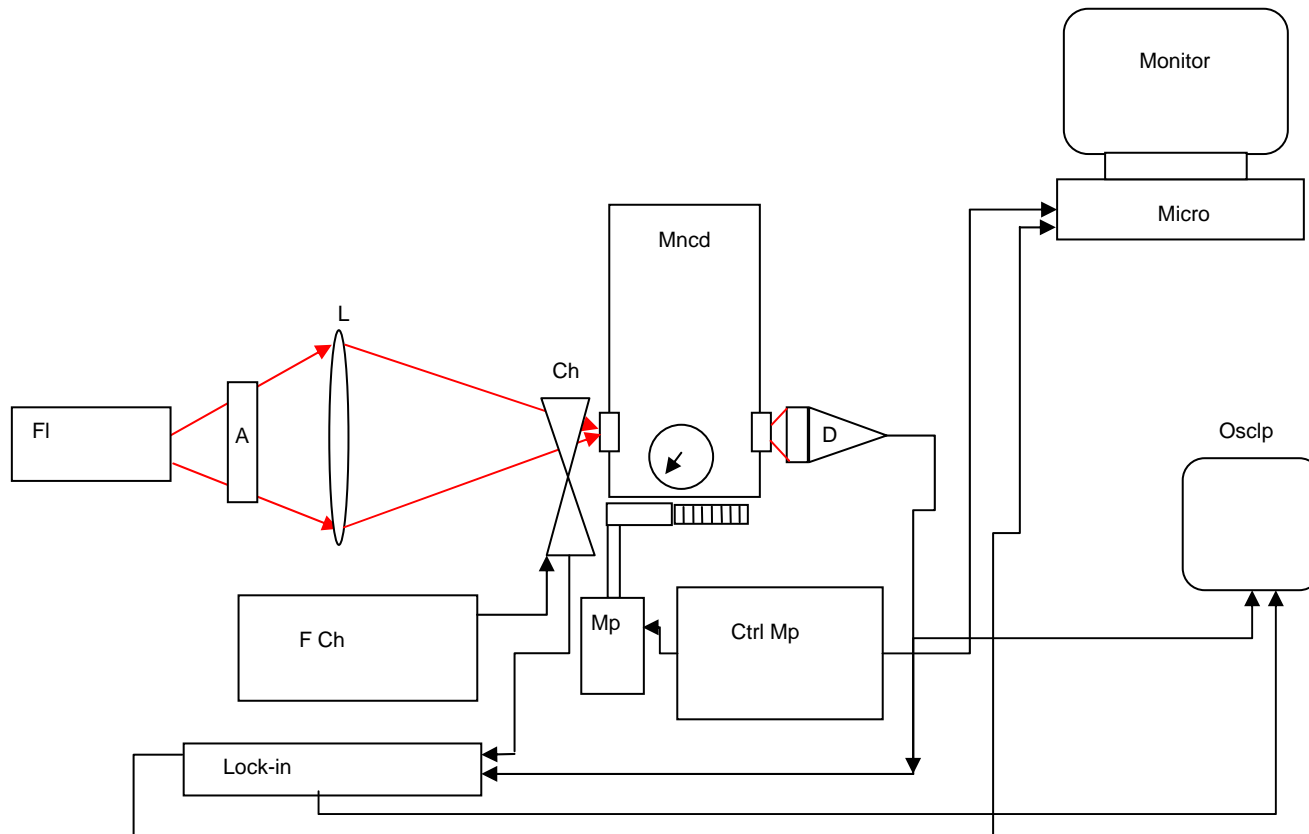 Monitor
Micro
Mncd
L
Ch
Fl
A
D
Osclp
F Ch
Mp
Ctrl Mp
Lock-in